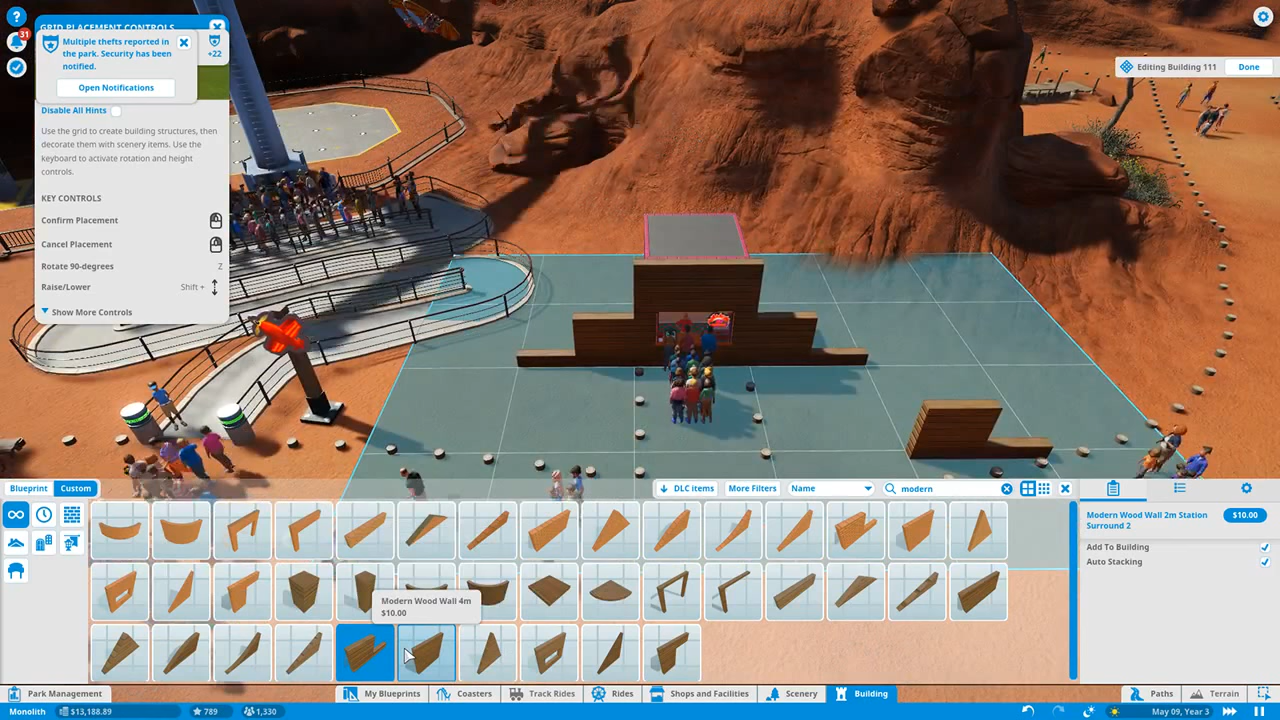 ?
GRID PLACEMENT CONTROLS
31
Multiple thefts reported in
the park. Security has been
notified.
+22
Open Notifications
Disable All Hints
Use the grid to create building structures, then
decorate them with scenery items. Use the
keyboard to activate rotation and height
controls.
KEY CONTROLS
Confirm Placement
Cancel Placement
Rotate 90-degrees Z
Raise/Lower Shift +
Show More Controls
Editing Building 111 Done
Blueprint Custom DLC items More Filters Name modern
Modern Wood Wall 2m Station
Surround 2
$10.00
Add To Building
Auto Stacking
Modern Wood Wall 4m
$10.00
Park Management My Blueprints Coasters Track Rides Rides Shops and Facilities Scenery Building Paths Terrain
Monolith $13,188.89 789 1,330 May 09, Year 3